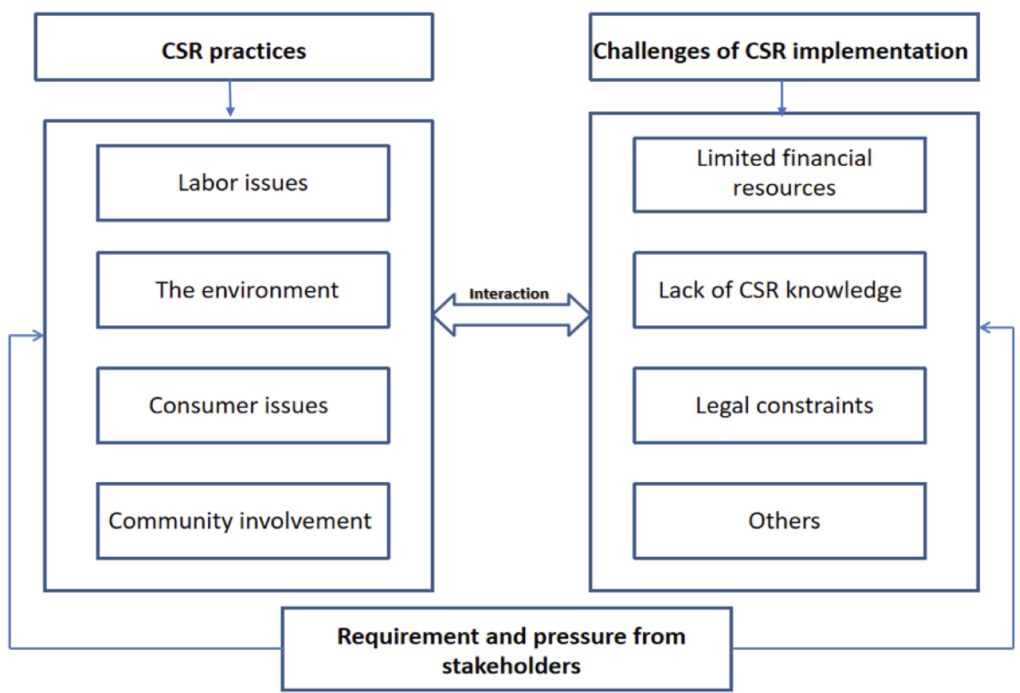 CSR practices
Challenges of CSR implementation
Labor issues
The environment
Consumer issues
Community involvement
Interaction
Limited financial
resources
Lack of CSR knowledge
Legal constraints
Others
Requirement and pressure from
stakeholders